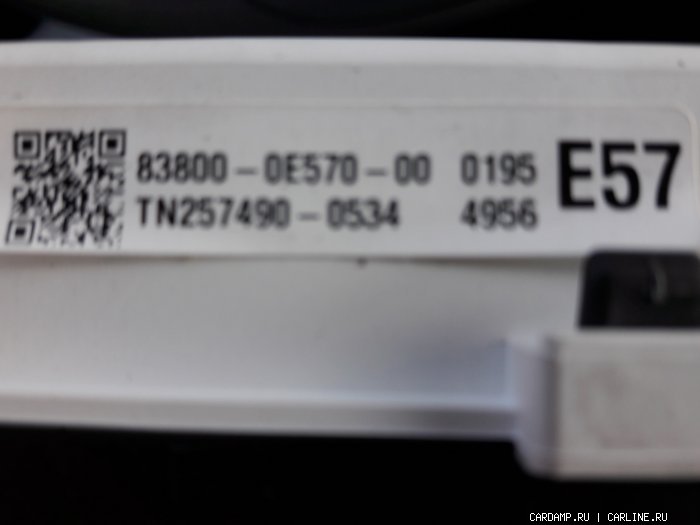 83800-0E570-00 0195 E57
TN257490-0534 4956
CARDAMP.RU | CARLINE.RU